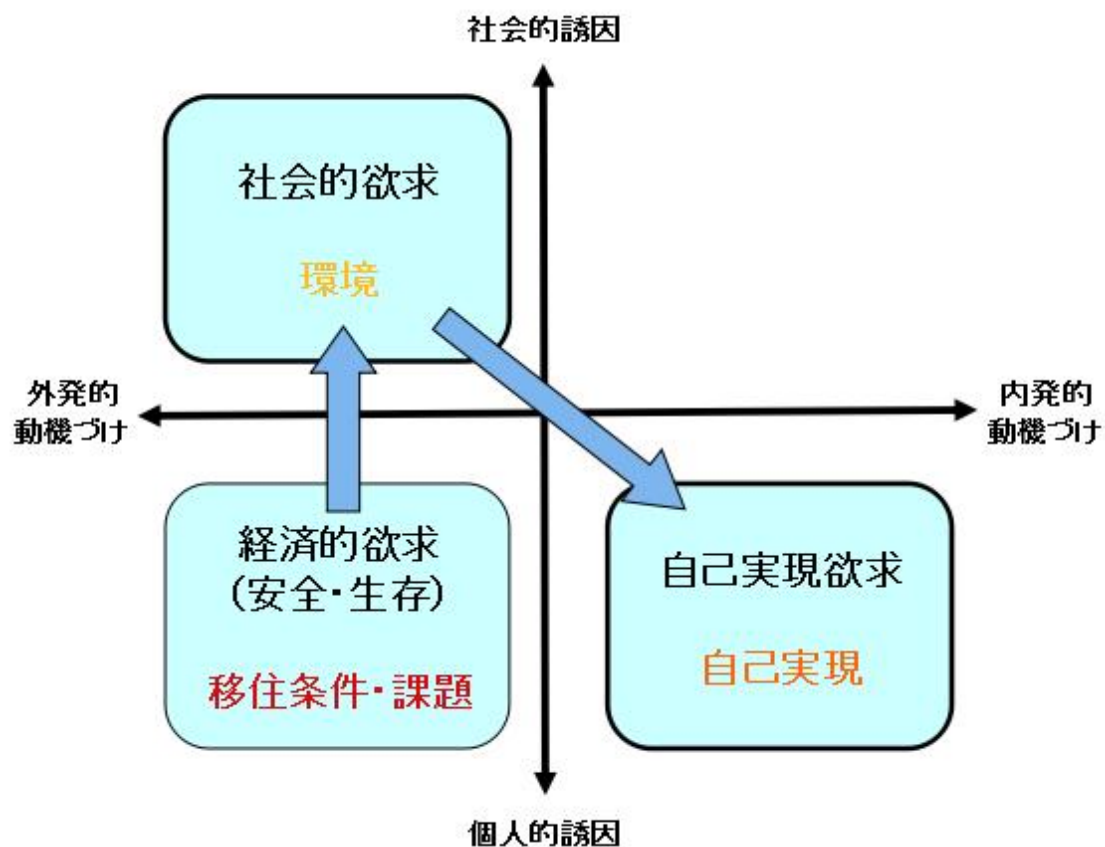 社会的誘因
社会的欲求
環境
外発的
動機づけ
内発的
動機づけ
経済的欲求
(安全・生存)
移住条件・課題
自己実現欲求
自己実現
個人的誘因